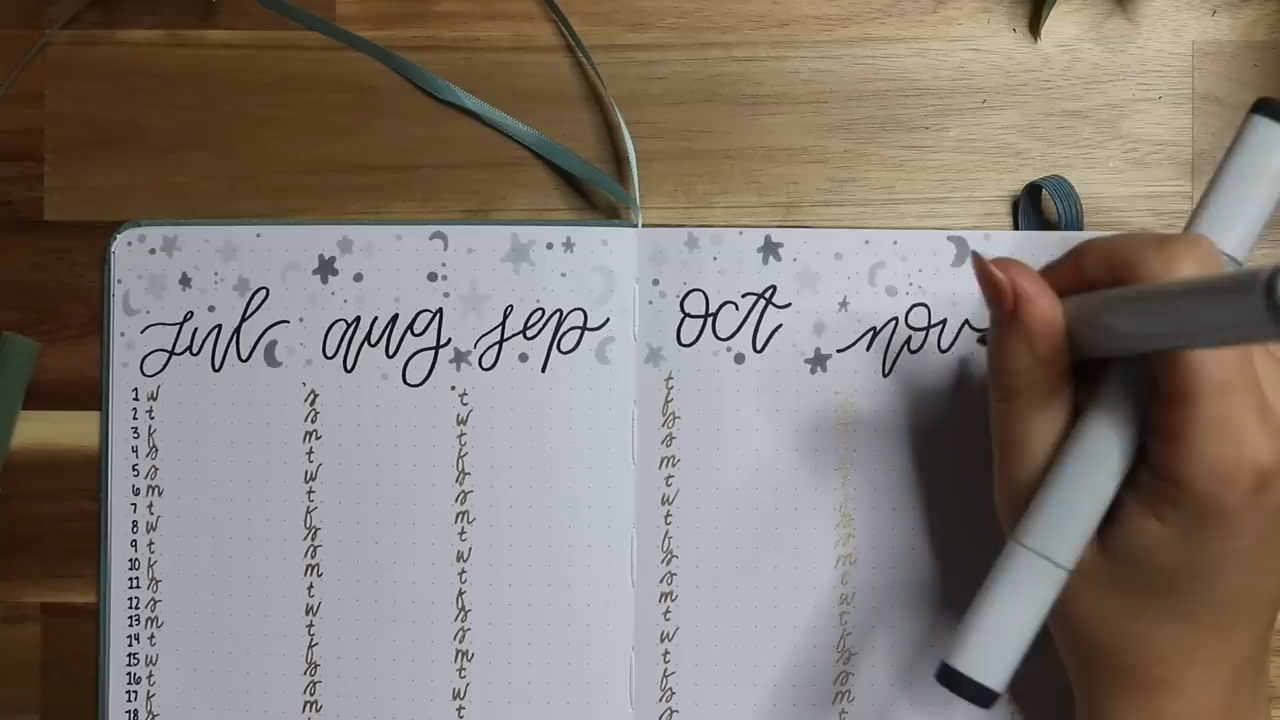 jul aug sep oct nov
1 w s t t
2 t s w f
3 f m t s
4 s t f s
5 s w s m
6 m t s t
7 t f m w s
8 w s t t s
9 t s w f m
10 f m t s t
11 s t f s w
12 s w s m t
13 m t s t f
14 t f m w s
15 w s t t s
16 t s w f m
17 f m t s t
18 s s